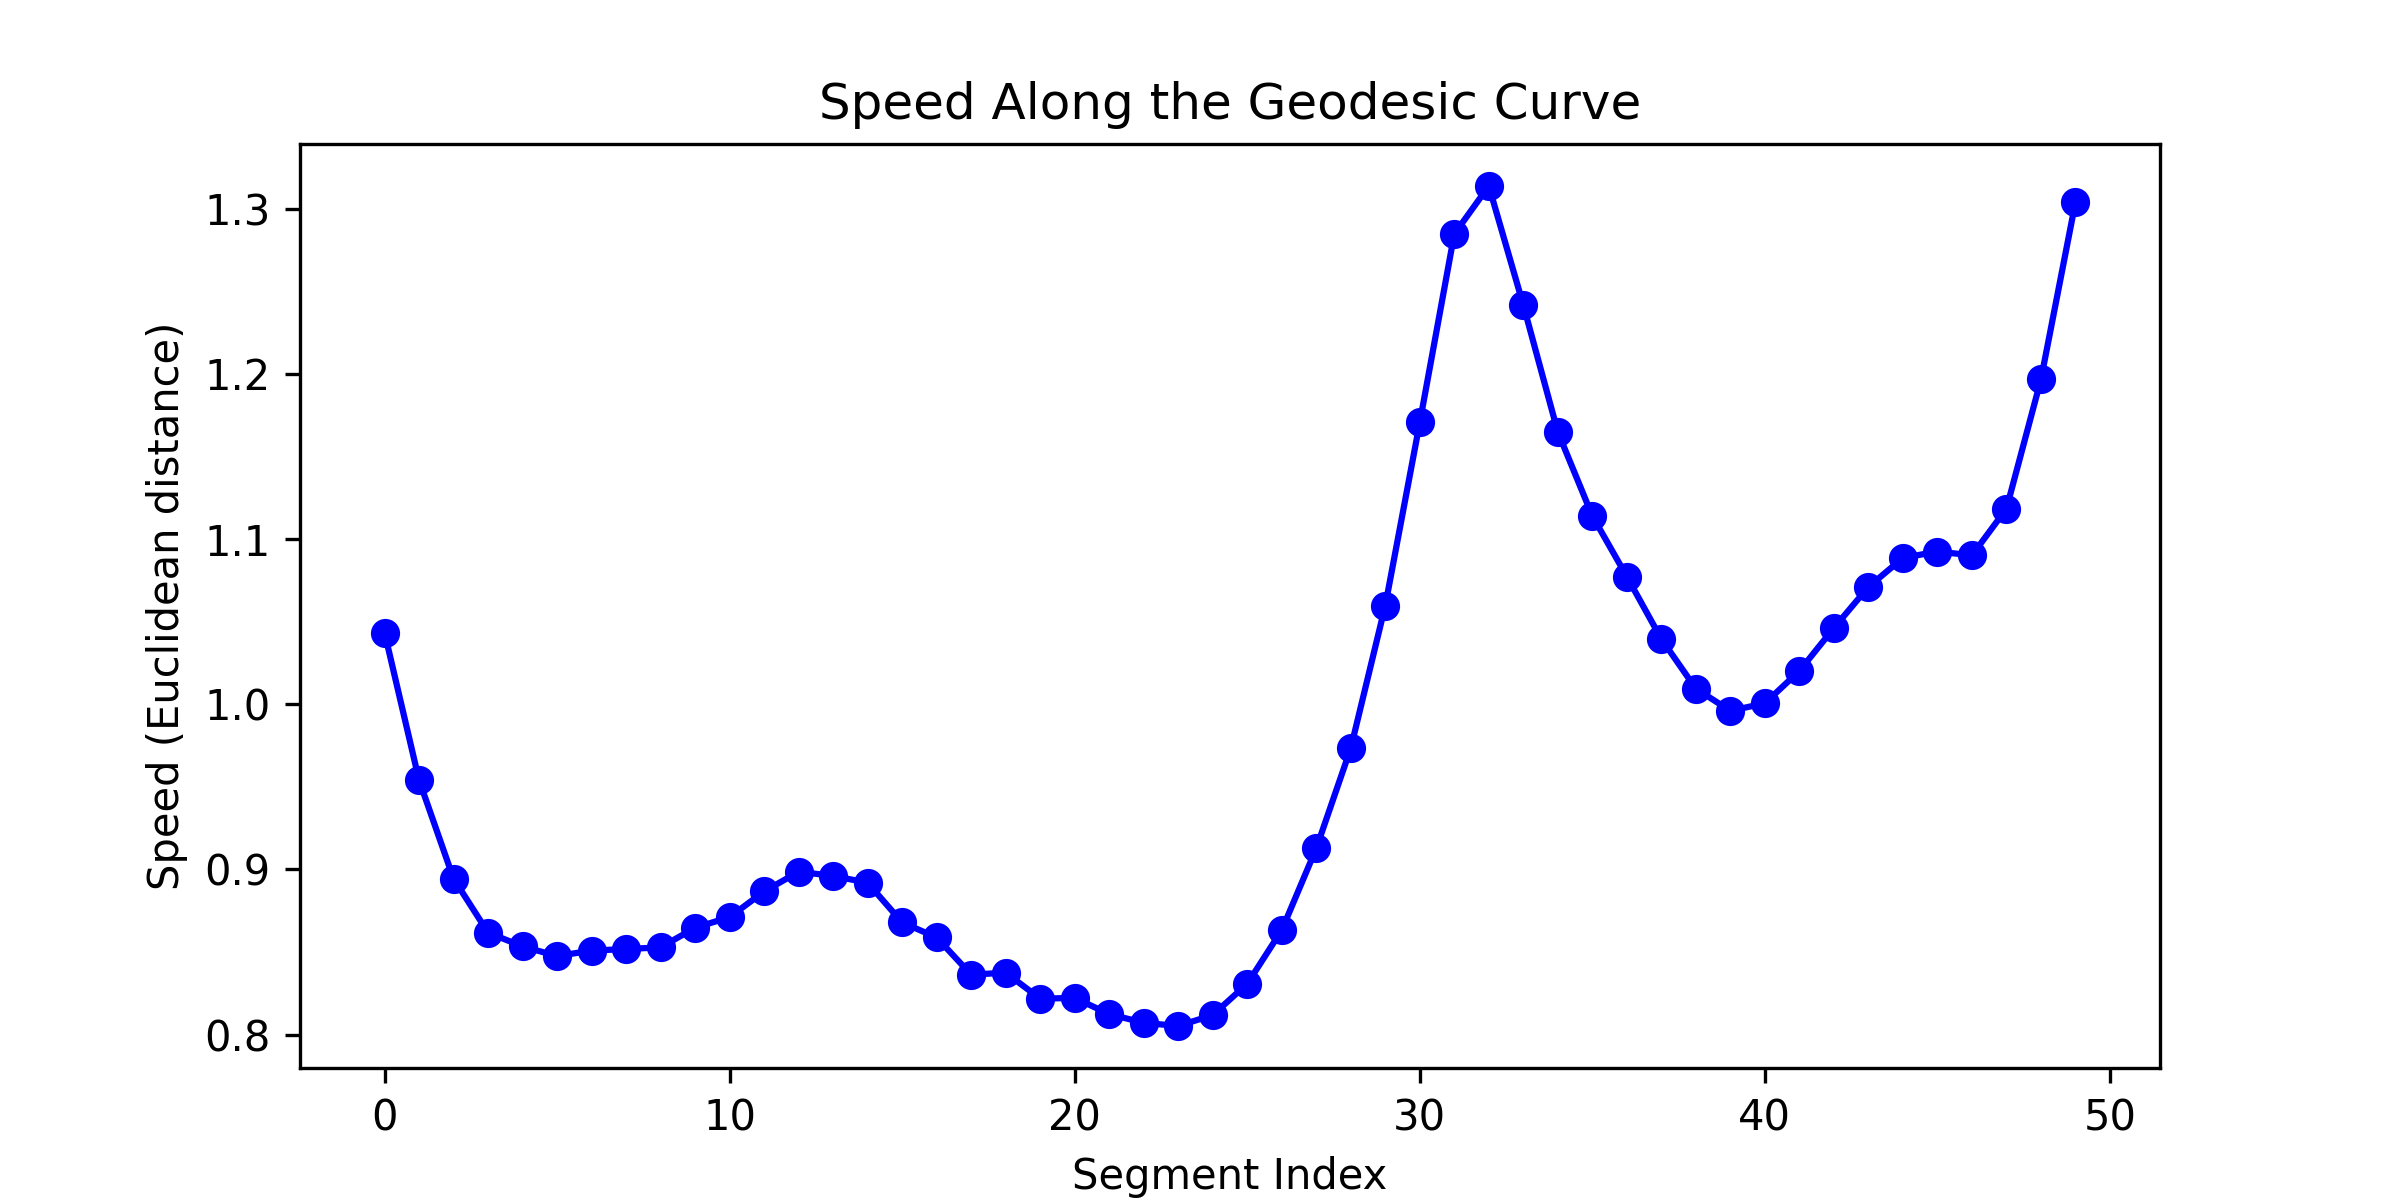 Speed Along the Geodesic Curve
Speed (Euclidean distance)
1.3
1.2
1.1
1.0
0.9
0.8
0 10 20 30 40 50
Segment Index